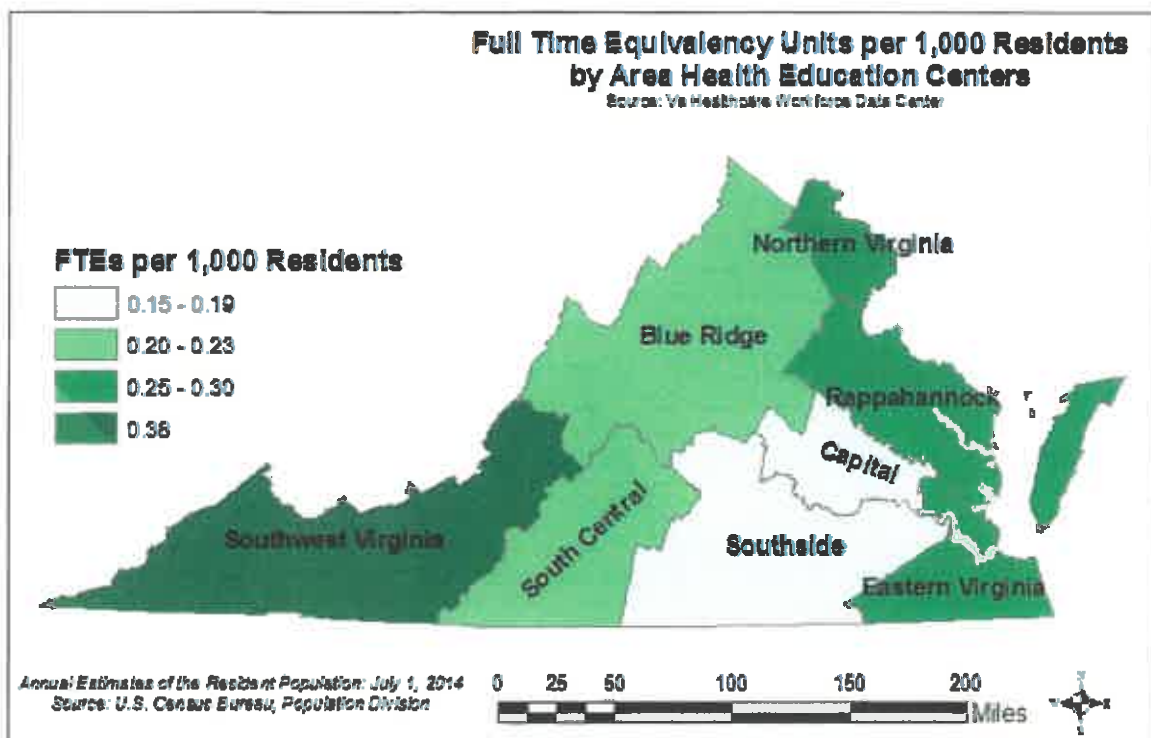 Full Time Equivalency Units per 1,000 Residents
by Area Health Education Centers
Source: Va Healthcare Workforce Data Center
FTEs per 1,000 Residents
0.15 - 0.19
0.20 - 0.23
0.25 - 0.30
Northern Virginia
Blue Ridge
Rappahannock
Capital
Southwest Virginia
South Central
Southside
Eastern Virginia
Annual Estimates of the Resident Population: July 1, 2014
Source: U.S. Census Bureau, Population Division
0 25 50 100 150 200
Miles